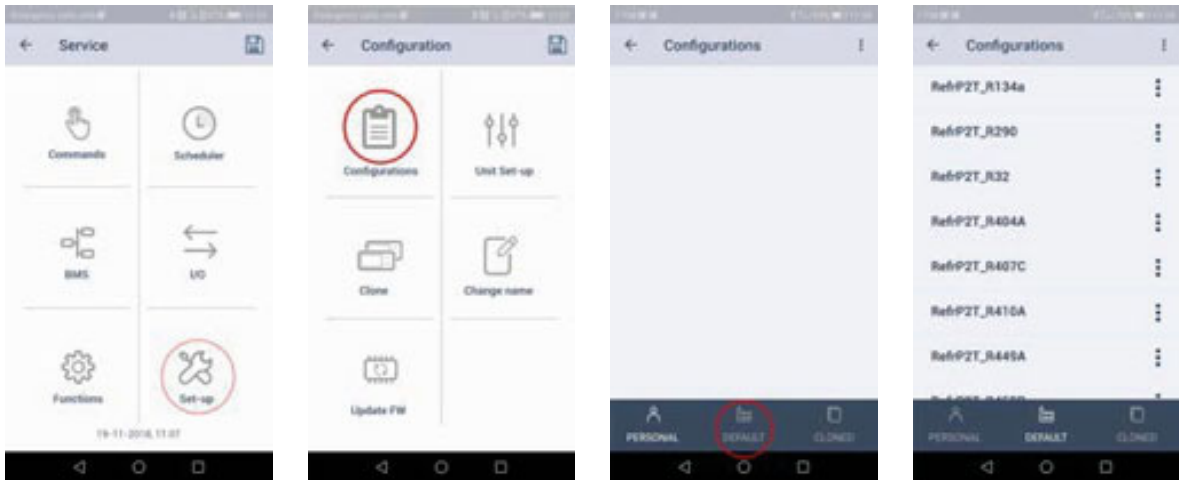 Service
Commands
Scheduler
BMS
I/O
Functions
Set-up
19-11-2018, 11:07
Configuration
Configurations
Unit Set-up
Clone
Change name
Update FW
Configurations
PERSONAL
DEFAULT
CLONED
Configurations
RefrP2T_R134a
RefrP2T_R290
RefrP2T_R32
RefrP2T_R404A
RefrP2T_R407C
RefrP2T_R410A
RefrP2T_R449A
PERSONAL
DEFAULT
CLONED